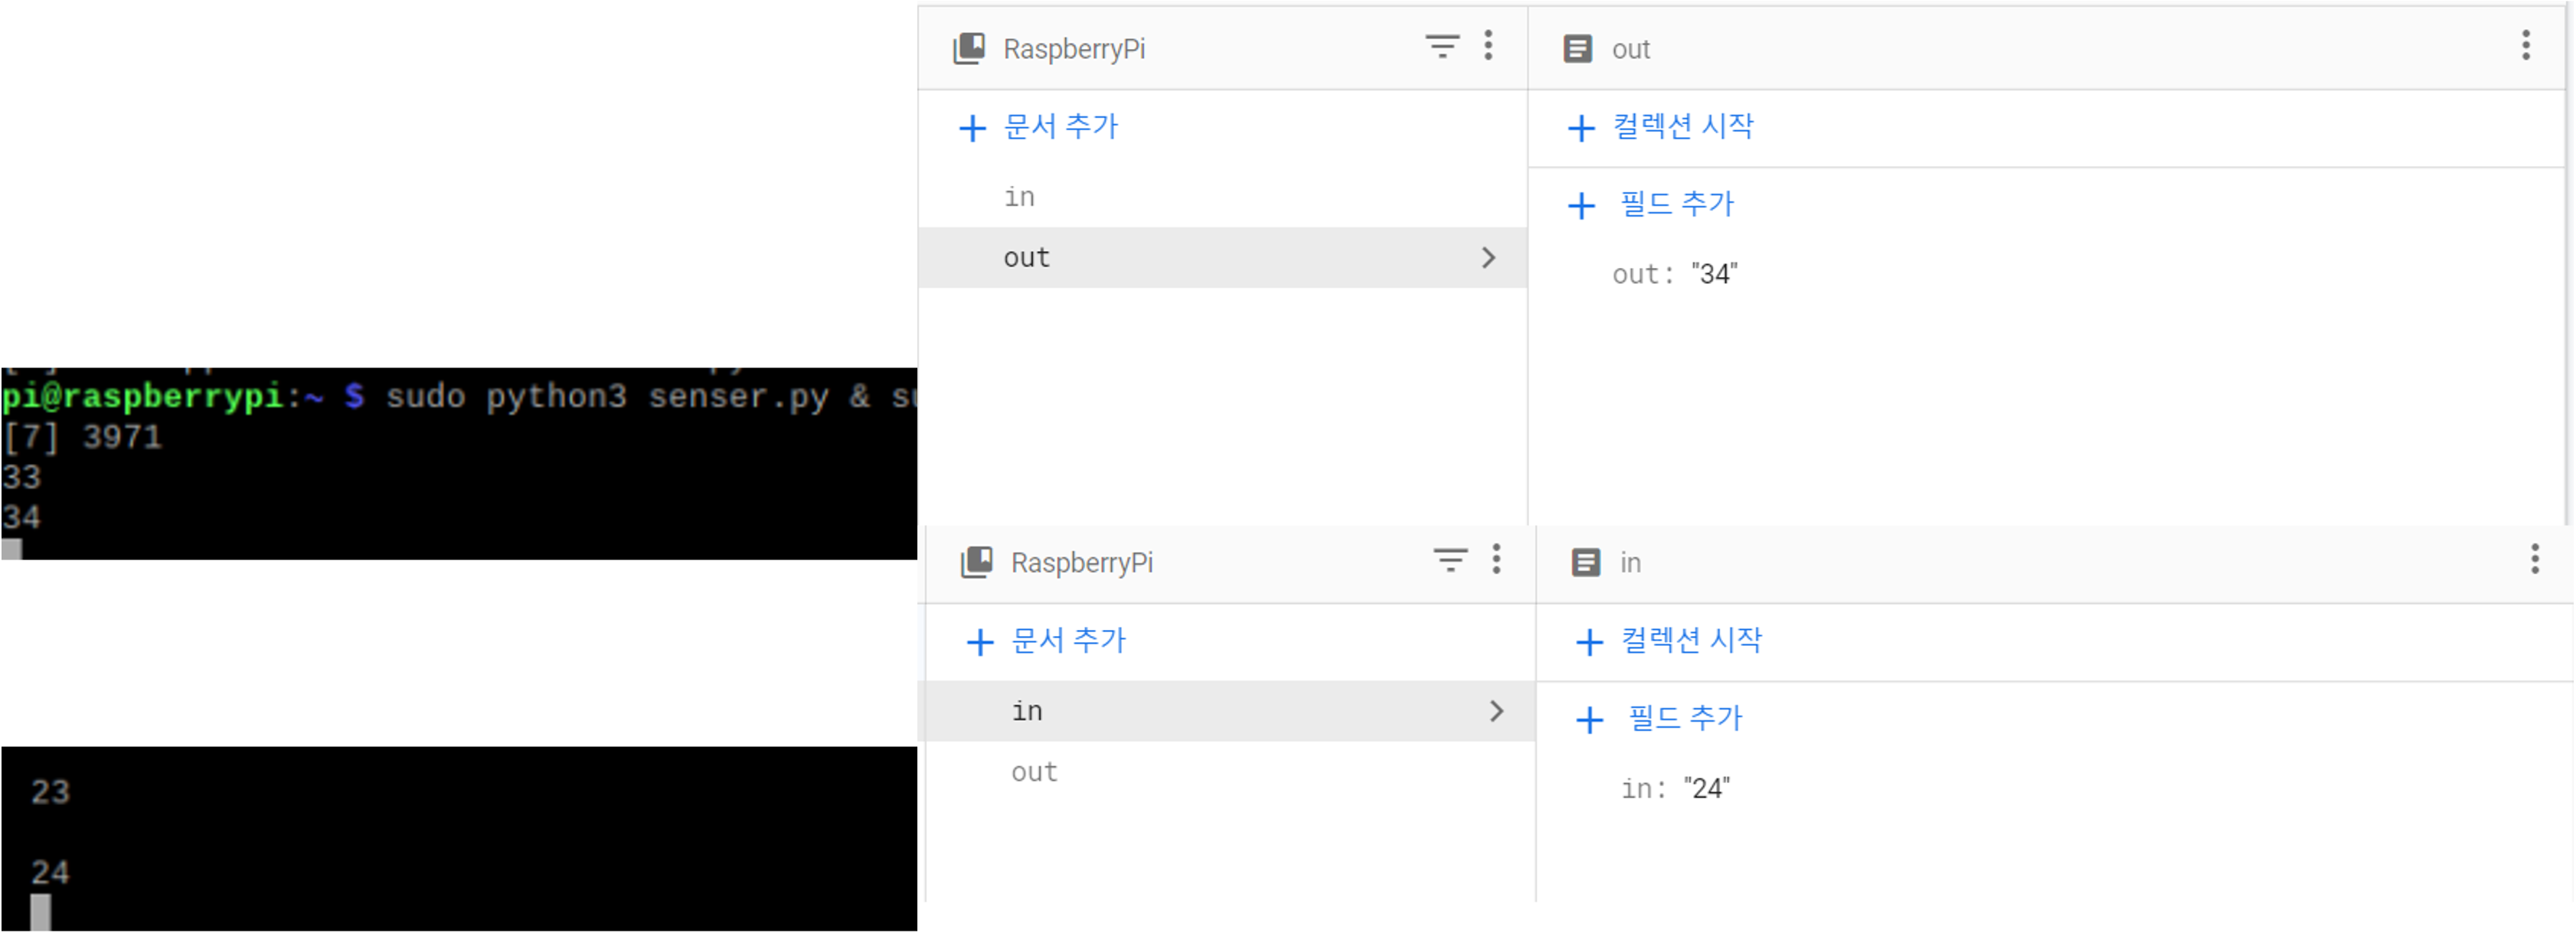 RaspberryPi
out
문서 추가
컬렉션 시작
in
필드 추가
out
out: "34"
pi@raspberrypi:~ $ sudo python3 senser.py &
[7] 3971
33
34
RaspberryPi
in
문서 추가
컬렉션 시작
in
필드 추가
out
in: "24"
23
24